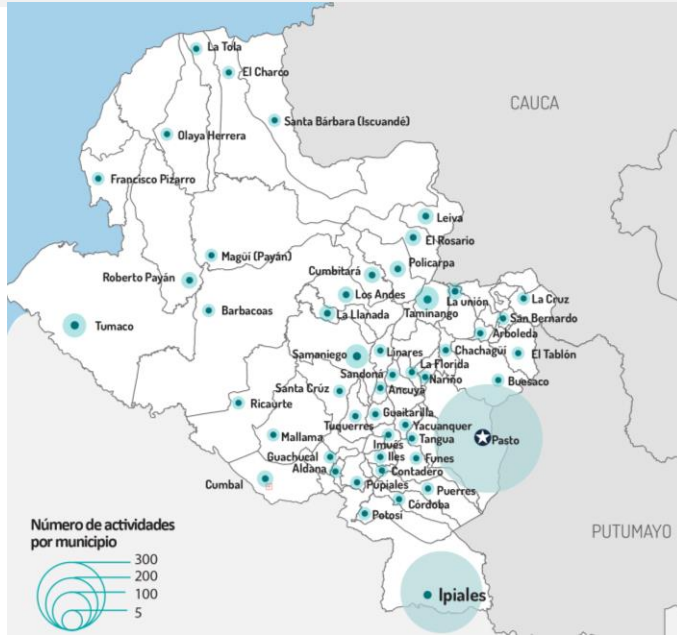 La Tola
El Charco
CAUCA
Santa Bárbara (Iscuandé)
Olaya Herrera
Francisco Pizarro
Leiva
El Rosario
Magüí (Payán)
Policarpa
Cumbitará
Roberto Payán
Los Andes
La unión
La Cruz
Barbacoas
Taminango
La Llanada
San Bernardo
Tumaco
Arboleda
Linares
Chachagüí
El Tablón
Samaniego
La Florida
Sandoná
Nariño
Buesaco
Santa Crúz
Ancuya
Ricaurte
Guaitarilla
Tuquerres
Yacuanquer
Mallama
Imués
Tangua
Pasto
Guachucal
Iles
Funes
Aldana
Contadero
Cumbal
Pupiales
Puerres
Córdoba
Potosí
PUTUMAYO
Número de actividades
por municipio
300
200
100
5
Ipiales